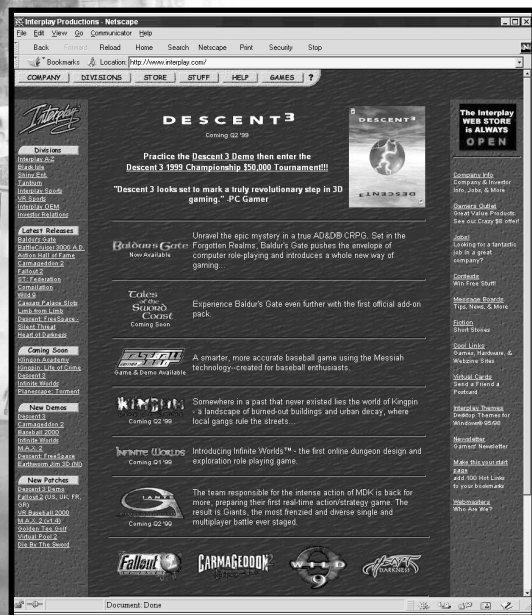 Interplay Productions - Netscape
File Edit View Go Communicator Help
Back Forward Reload Home Search Netscape Print Security Stop
Bookmarks Location: http://www.interplay.com/
COMPANY DIVISIONS STORE STUFF HELP GAMES ?
Interplay
Divisions
Interplay A-Z
Black Isle
Shiny Ent.
Tantrum
Interplay Sports
VR Sports
Interplay OEM
Investor Relations
Latest Releases
Baldur's Gate
BattleCruiser 3000 A.D.
Action Hall of Fame
Carmageddon 2
Fallout 2
ST: Federation
Compilation
Wild 9
Caesars Palace Slots
Limb from Limb
Descent: FreeSpace -
Silent Threat
Heart of Darkness
Coming Soon
Klingon Academy
Kingpin: Life of Crime
Descent 3
Infinite Worlds
Planescape: Torment
New Demos
Descent 3
Carmageddon 2
Baseball 2000
Infinite Worlds
M.A.X. 2
Descent: FreeSpace
Earthworm Jim 3D (NI)
New Patches
Descent 3 Demo
Fallout 2 (US, UK, FR,
GR)
VR Baseball 2000
M.A.X. 2 (v1.4)
Golden Tee Golf
Virtual Pool 2
Die By The Sword
DESCENT3
Coming Q2 '99
Practice the Descent 3 Demo then enter the
Descent 3 1999 Championship $50,000 Tournament!!!
"Descent 3 looks set to mark a truly revolutionary step in 3D
gaming." -PC Gamer
DESCENT3
DESCENT3
Baldur's Gate
Now Available
Unravel the epic mystery in a true AD&D® CRPG. Set in the
Forgotten Realms, Baldur's Gate pushes the envelope of
computer role-playing and introduces a whole new way of
gaming...
Tales
of the
Sword
Coast
Coming Soon
Experience Baldur's Gate even further with the first official add-on
pack.
Game & Demo Available
A smarter, more accurate baseball game using the Messiah
technology--created for baseball enthusiasts.
KINGPIN
Coming Q2 '99
Somewhere in a past that never existed lies the world of Kingpin
- a landscape of burned-out buildings and urban decay, where
local gangs rule the streets...
INFINITE WORLDS
Coming Q1 '99
Introducing Infinite Worlds™ - the first online dungeon design and
exploration role playing game.
GIANTS
Coming Q2 '99
The team responsible for the intense action of MDK is back for
more, preparing their first real-time action/strategy game. The
result is Giants, the most frenzied and diverse single and
multiplayer battle ever staged.
Fallout 2
CARMAGEDDON
WILD 9
HEART OF DARKNESS
The Interplay
WEB STORE
is ALWAYS
OPEN
Company Info
Company & Investor
Info, Jobs, & More
Gamers Outlet
Great Value Products.
See our Crazy $8 offer!
Jobs!
Looking for a fantastic
job in a great
company?
Contests
Win Free Stuff!
Message Boards
Tips, News, & More
Fiction
Short Stories
Cool Links
Games, Hardware, &
Webzine Sites
Virtual Cards
Send a Friend a
Postcard
Interplay Themes
Desktop Themes for
Windows® 95/98
Newsletter
Gamers' Newsletter
Make this your start
page
add 100 Hot Links
to your bookmarks
Webmasters
Who Are We?
Document: Done